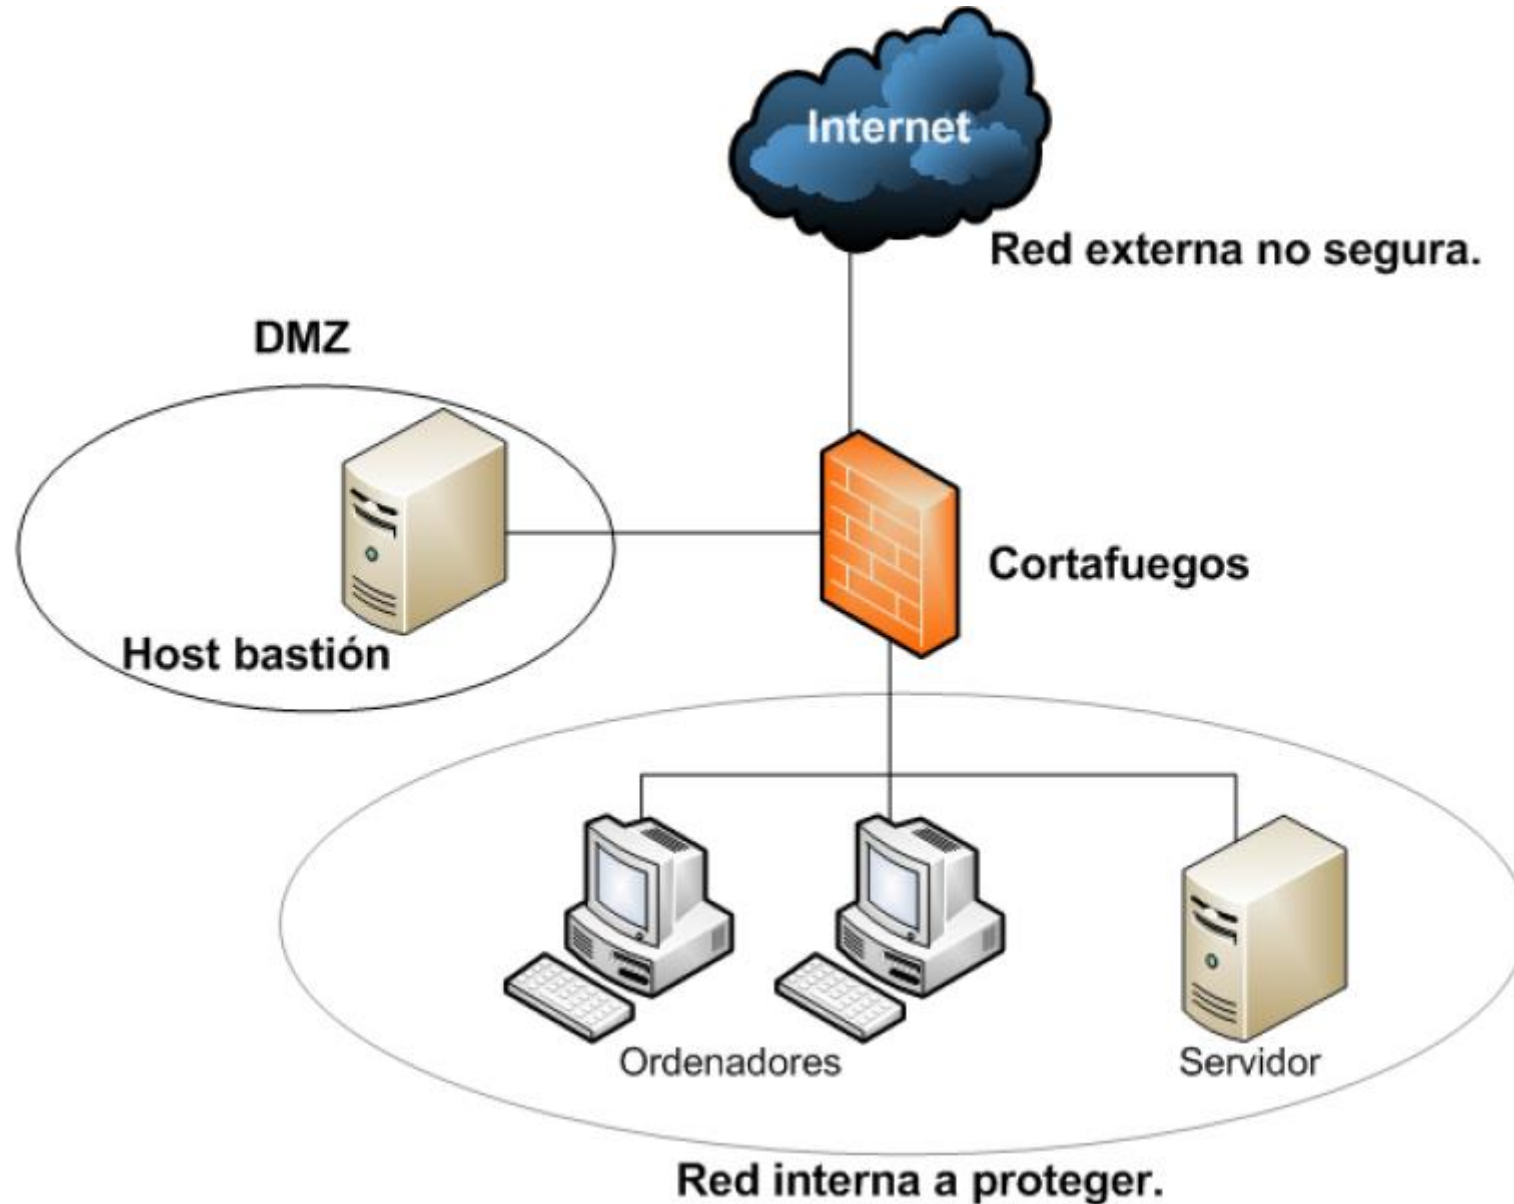 Internet
Red externa no segura.
DMZ
Cortafuegos
Host bastión
Ordenadores
Servidor
Red interna a proteger.